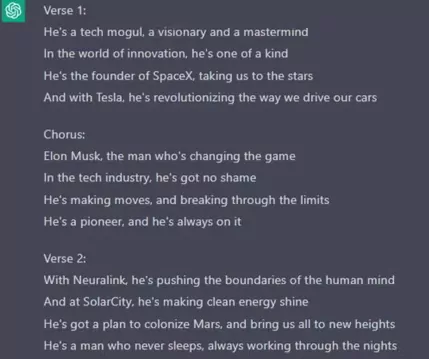 Verse 1:
He's a tech mogul, a visionary and a mastermind
In the world of innovation, he's one of a kind
He's the founder of SpaceX, taking us to the stars
And with Tesla, he's revolutionizing the way we drive our cars
Chorus:
Elon Musk, the man who's changing the game
In the tech industry, he's got no shame
He's making moves, and breaking through the limits
He's a pioneer, and he's always on it
Verse 2:
With Neuralink, he's pushing the boundaries of the human mind
And at SolarCity, he's making clean energy shine
He's got a plan to colonize Mars, and bring us all to new heights
He's a man who never sleeps, always working through the nights